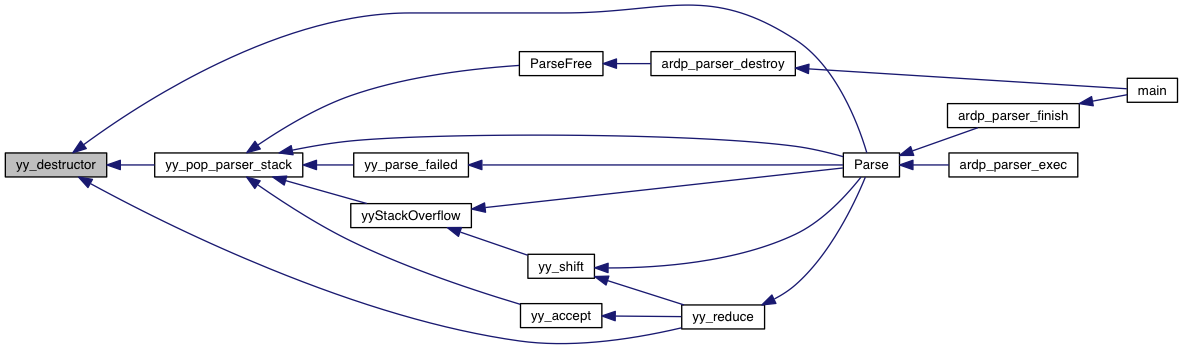 ParseFree
ardp_parser_destroy
main
ardp_parser_finish
yy_destructor
yy_pop_parser_stack
yy_parse_failed
Parse
ardp_parser_exec
yyStackOverflow
yy_shift
yy_accept
yy_reduce